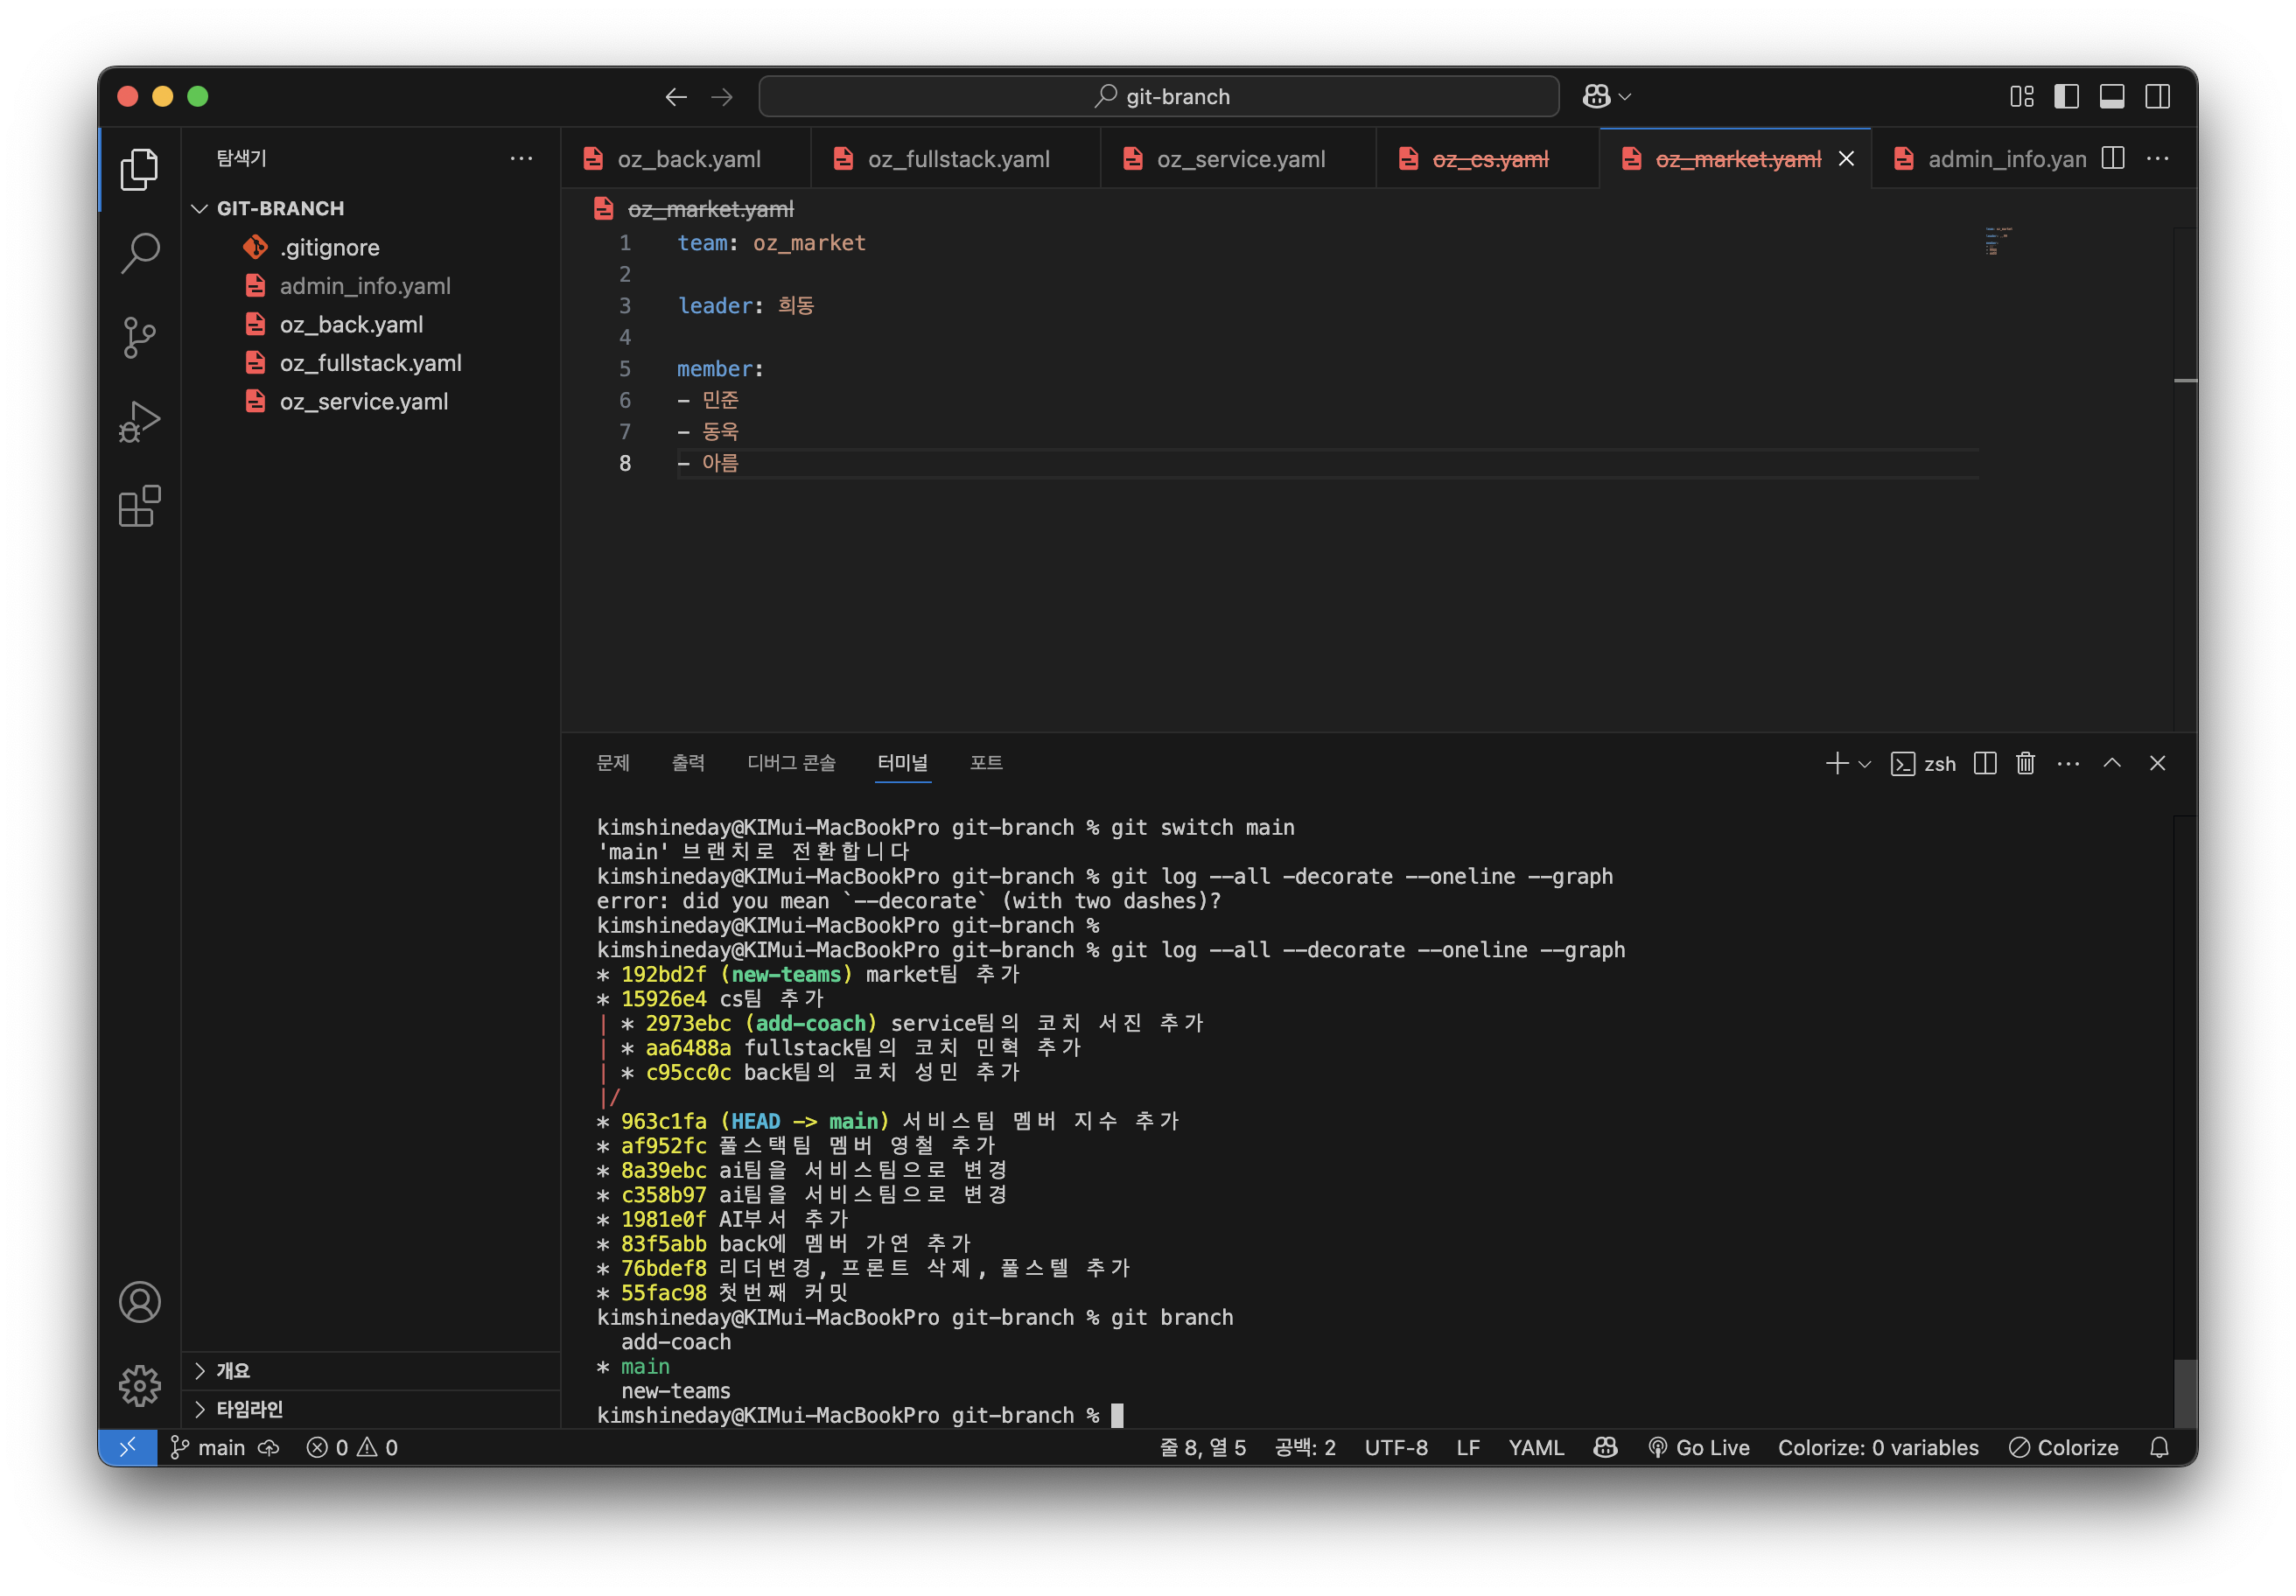 git-branch
탐색기
GIT-BRANCH
.gitignore
admin_info.yaml
oz_back.yaml
oz_fullstack.yaml
oz_service.yaml
개요
타임라인
oz_back.yaml
oz_fullstack.yaml
oz_service.yaml
oz_cs.yaml
oz_market.yaml
admin_info.yan
oz_market.yaml
1 team: oz_market
2
3 leader: 희동
4
5 member:
6 - 민준
7 - 동욱
8 - 아름
문제 출력 디버그 콘솔 터미널 포트
zsh
kimshineday@KIMui-MacBookPro git-branch % git switch main
'main' 브랜치로 전환합니다
kimshineday@KIMui-MacBookPro git-branch % git log --all -decorate --oneline --graph
error: did you mean `--decorate` (with two dashes)?
kimshineday@KIMui-MacBookPro git-branch %
kimshineday@KIMui-MacBookPro git-branch % git log --all --decorate --oneline --graph
* 192bd2f (new-teams) market팀 추가
* 15926e4 cs팀 추가
| * 2973ebc (add-coach) service팀의 코치 서진 추가
| * aa6488a fullstack팀의 코치 민혁 추가
| * c95cc0c back팀의 코치 성민 추가
|/
* 963c1fa (HEAD -> main) 서비스팀 멤버 지수 추가
* af952fc 풀스택팀 멤버 영철 추가
* 8a39ebc ai팀을 서비스팀으로 변경
* c358b97 ai팀을 서비스팀으로 변경
* 1981e0f AI부서 추가
* 83f5abb back에 멤버 가연 추가
* 76bdef8 리더변경, 프론트 삭제, 풀스텔 추가
* 55fac98 첫번째 커밋
kimshineday@KIMui-MacBookPro git-branch % git branch
add-coach
* main
new-teams
kimshineday@KIMui-MacBookPro git-branch %
main 0 0 줄 8, 열 5 공백: 2 UTF-8 LF YAML Go Live Colorize: 0 variables Colorize